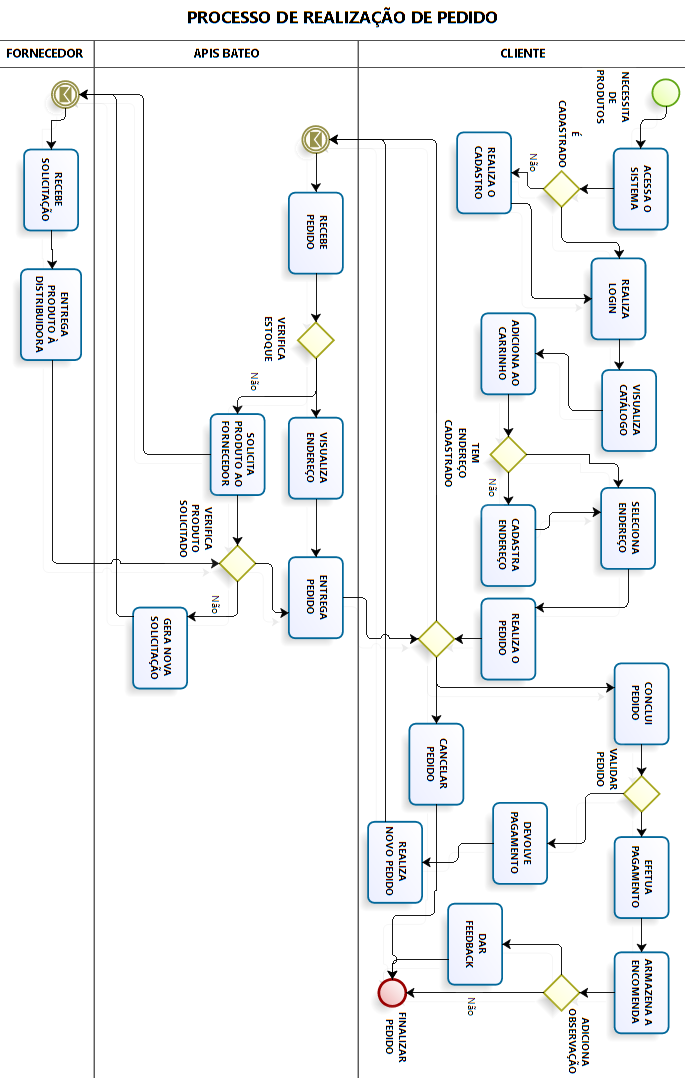 PROCESSO DE REALIZAÇÃO DE PEDIDO
FORNECEDOR
APIS BATEO
CLIENTE
NECESSITA
DE
PRODUTOS
ACESSA O
SISTEMA
É
CADASTRADO
Não
REALIZA O
CADASTRO
REALIZA
LOGIN
VISUALIZA
CATÁLOGO
ADICIONA AO
CARRINHO
TEM
ENDEREÇO
CADASTRADO
Não
CADASTRA
ENDEREÇO
SELECIONA
ENDEREÇO
REALIZA O
PEDIDO
CONCLUI
PEDIDO
VALIDAR
PEDIDO
EFETUA
PAGAMENTO
ARMAZENA A
ENCOMENDA
ADICIONA
OBSERVAÇÃO
Não
DAR
FEEDBACK
FINALIZAR
PEDIDO
DEVOLVE
PAGAMENTO
REALIZA
NOVO PEDIDO
CANCELAR
PEDIDO
RECEBE
PEDIDO
VERIFICA
ESTOQUE
Não
VISUALIZA
ENDEREÇO
ENTREGA
PEDIDO
SOLICITA
PRODUTO AO
FORNECEDOR
VERIFICA
PRODUTO
SOLICITADO
Não
GERA NOVA
SOLICITAÇÃO
RECEBE
SOLICITAÇÃO
ENTREGA
PRODUTO À
DISTRIBUIDORA